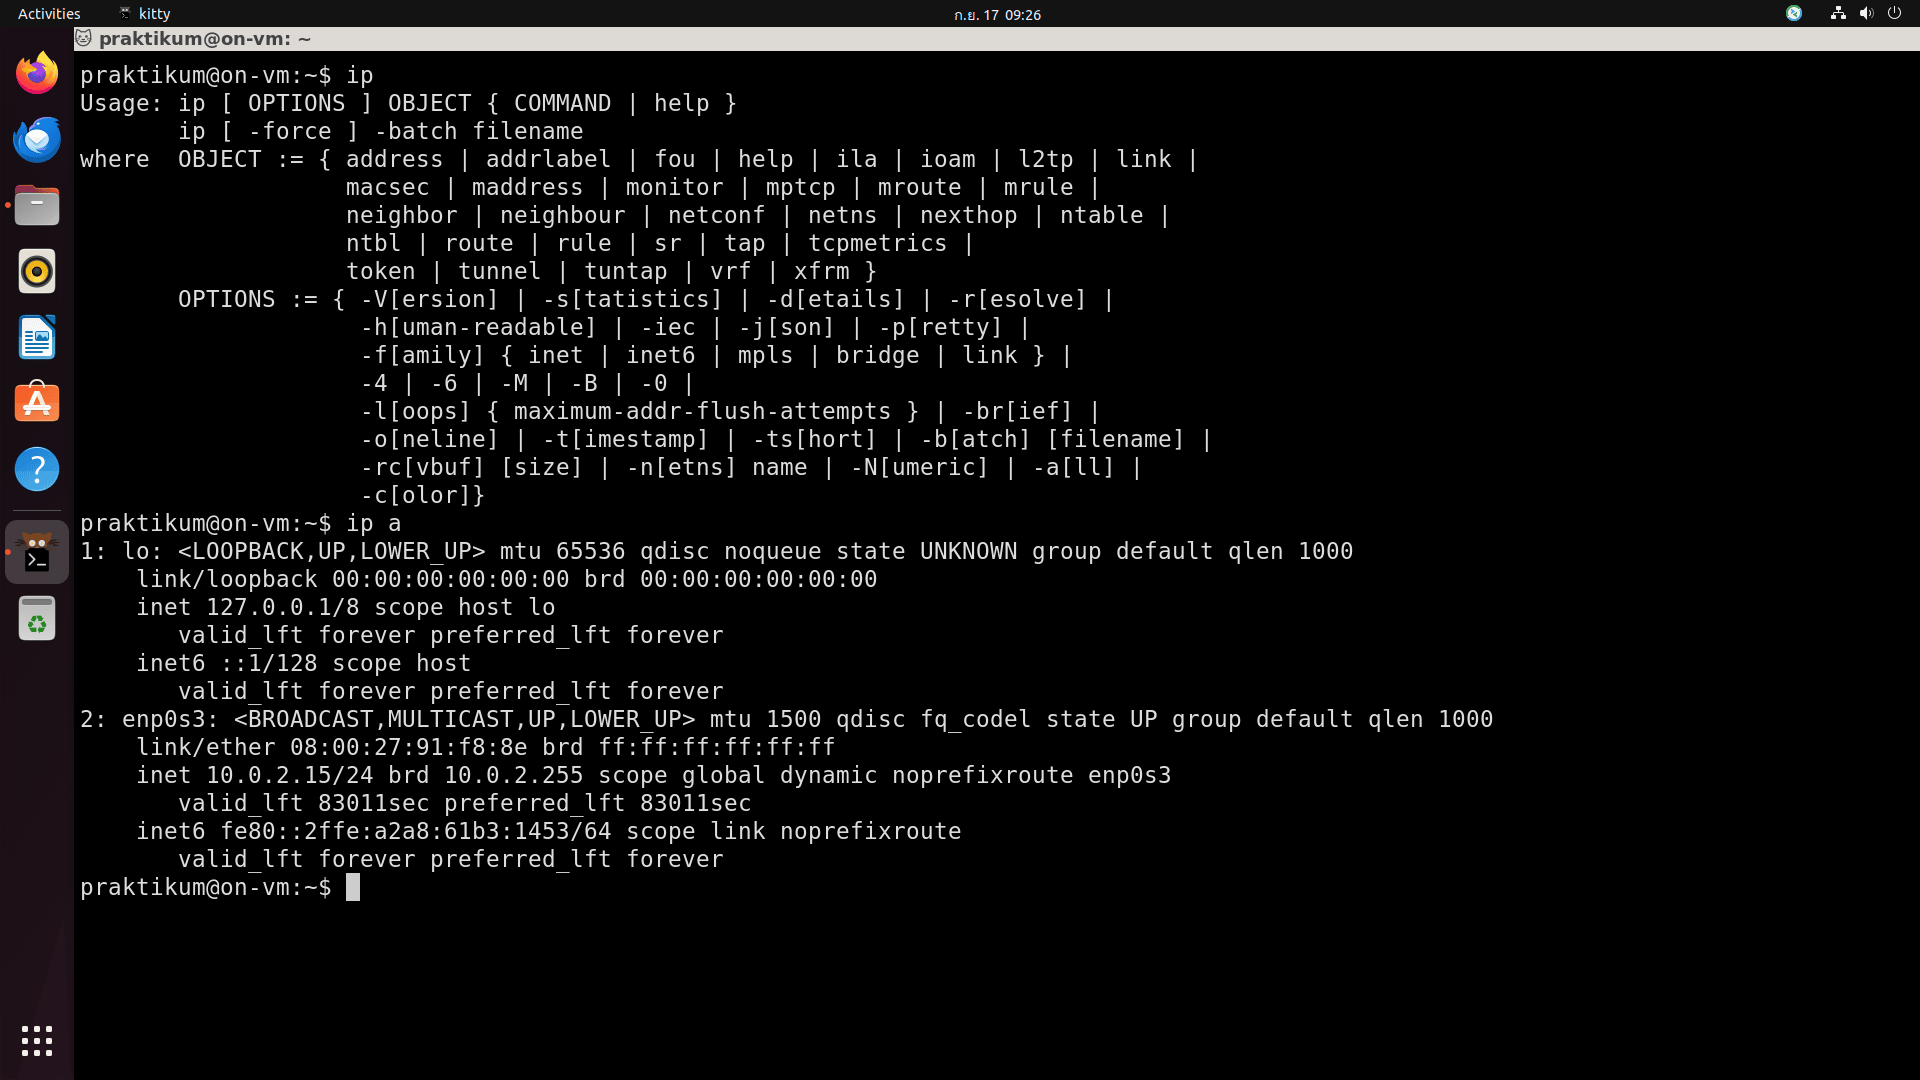 Activities kitty ก.ย. 17 09:26
praktikum@on-vm: ~
praktikum@on-vm:~$ ip
Usage: ip [ OPTIONS ] OBJECT { COMMAND | help }
       ip [ -force ] -batch filename
where  OBJECT := { address | addrlabel | fou | help | ila | ioam | l2tp | link |
                   macsec | maddress | monitor | mptcp | mroute | mrule |
                   neighbor | neighbour | netconf | netns | nexthop | ntable |
                   ntbl | route | rule | sr | tap | tcpmetrics |
                   token | tunnel | tuntap | vrf | xfrm }
       OPTIONS := { -V[ersion] | -s[tatistics] | -d[etails] | -r[esolve] |
                    -h[uman-readable] | -iec | -j[son] | -p[retty] |
                    -f[amily] { inet | inet6 | mpls | bridge | link } |
                    -4 | -6 | -M | -B | -0 |
                    -l[oops] { maximum-addr-flush-attempts } | -br[ief] |
                    -o[neline] | -t[imestamp] | -ts[hort] | -b[atch] [filename] |
                    -rc[vbuf] [size] | -n[etns] name | -N[umeric] | -a[ll] |
                    -c[olor]}
praktikum@on-vm:~$ ip a
1: lo: <LOOPBACK,UP,LOWER_UP> mtu 65536 qdisc noqueue state UNKNOWN group default qlen 1000
    link/loopback 00:00:00:00:00:00 brd 00:00:00:00:00:00
    inet 127.0.0.1/8 scope host lo
       valid_lft forever preferred_lft forever
    inet6 ::1/128 scope host
       valid_lft forever preferred_lft forever
2: enp0s3: <BROADCAST,MULTICAST,UP,LOWER_UP> mtu 1500 qdisc fq_codel state UP group default qlen 1000
    link/ether 08:00:27:91:f8:8e brd ff:ff:ff:ff:ff:ff
    inet 10.0.2.15/24 brd 10.0.2.255 scope global dynamic noprefixroute enp0s3
       valid_lft 83011sec preferred_lft 83011sec
    inet6 fe80::2ffe:a2a8:61b3:1453/64 scope link noprefixroute
       valid_lft forever preferred_lft forever
praktikum@on-vm:~$